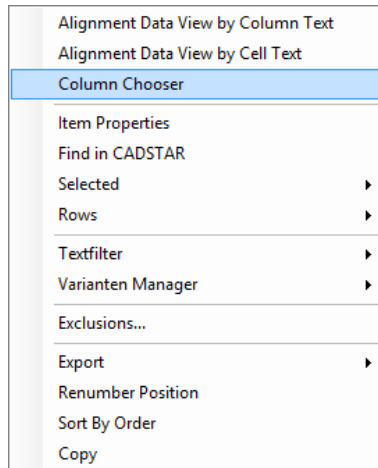 Alignment Data View by Column Text
Alignment Data View by Cell Text
Column Chooser
Item Properties
Find in CADSTAR
Selected
Rows
Textfilter
Varianten Manager
Exclusions...
Export
Renumber Position
Sort By Order
Copy